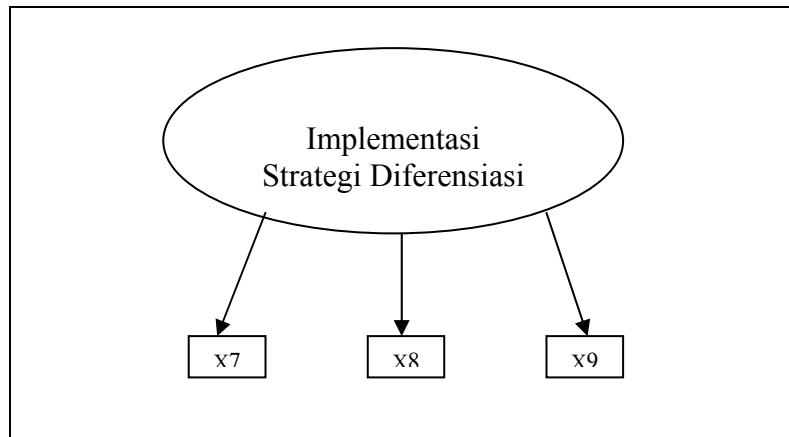 Implementasi
Strategi Diferensiasi
X7 X8 X9